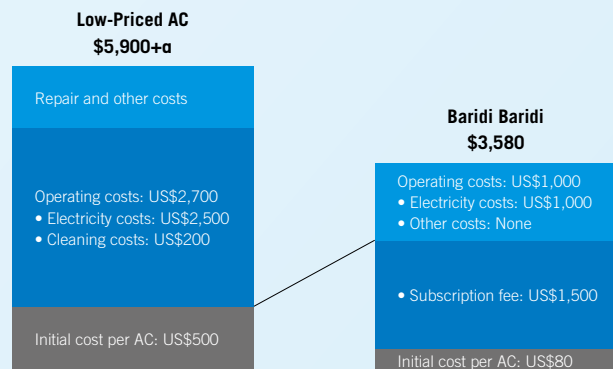 Low-Priced AC
$5,900+α
Repair and other costs
Operating costs: US$2,700
• Electricity costs: US$2,500
• Cleaning costs: US$200
Initial cost per AC: US$500
Baridi Baridi
$3,580
Operating costs: US$1,000
• Electricity costs: US$1,000
• Other costs: None
• Subscription fee: US$1,500
Initial cost per AC: US$80